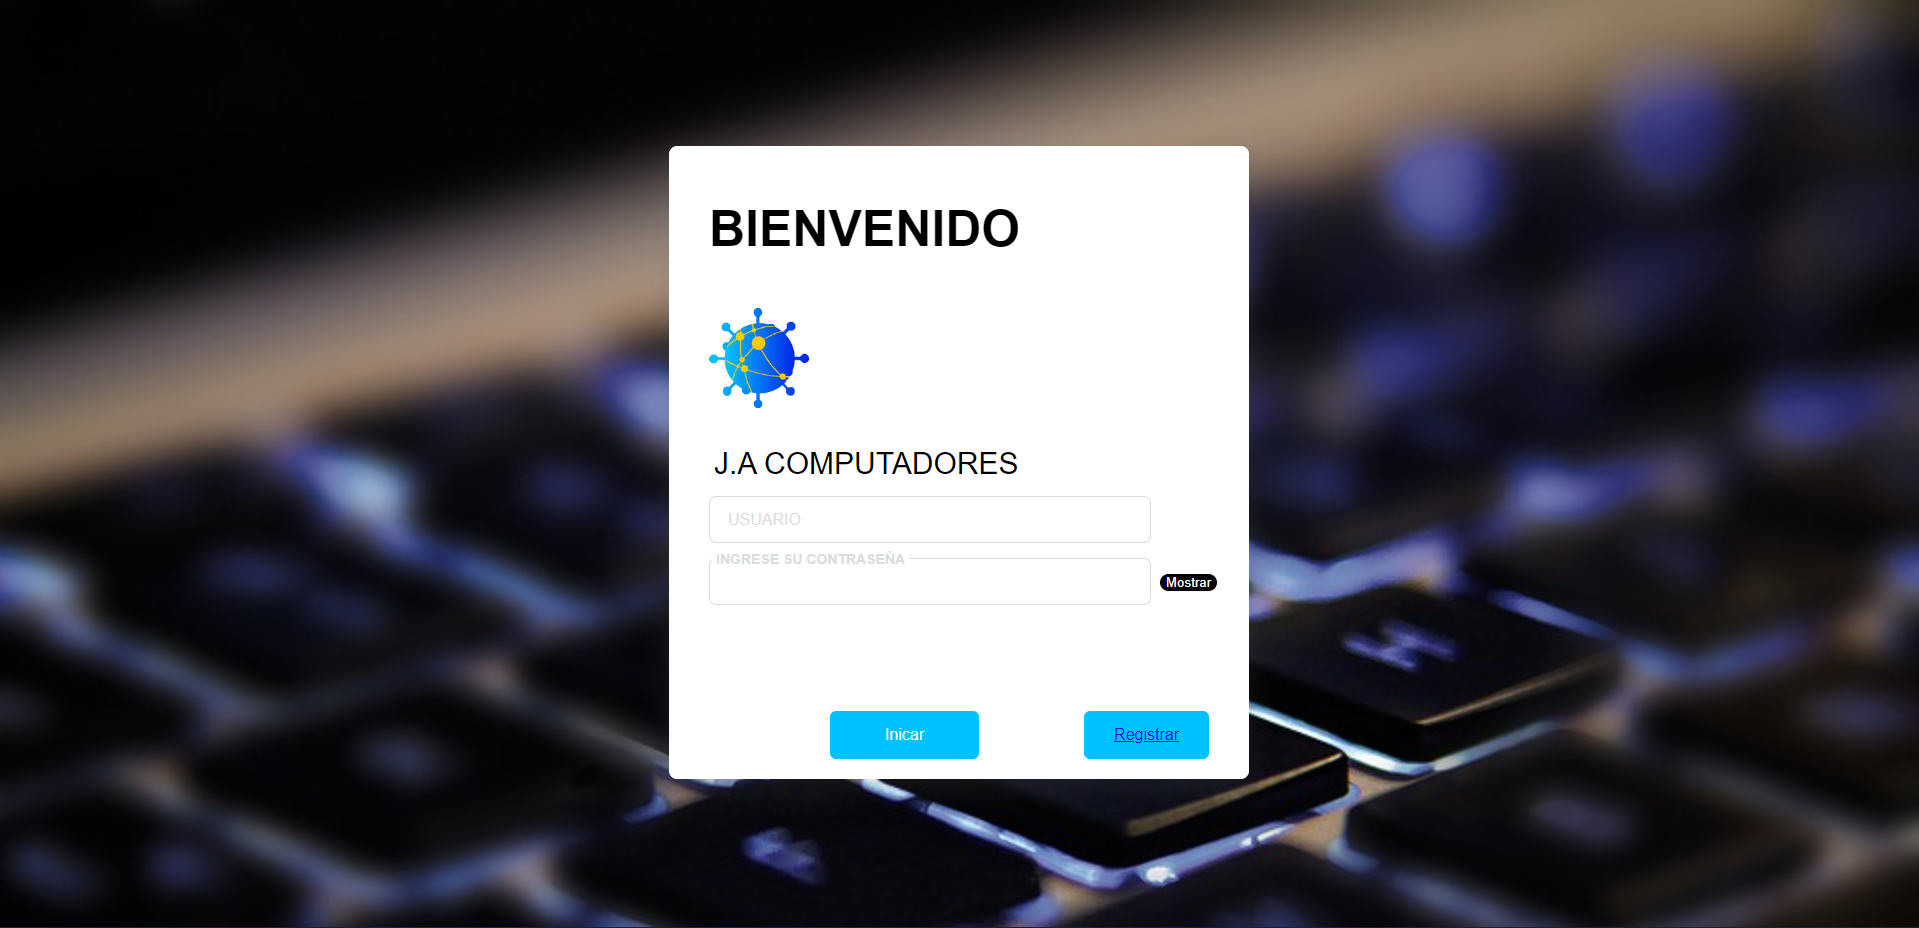 BIENVENIDO
J.A COMPUTADORES
USUARIO
INGRESE SU CONTRASEÑA
Mostrar
Inicar
Registrar